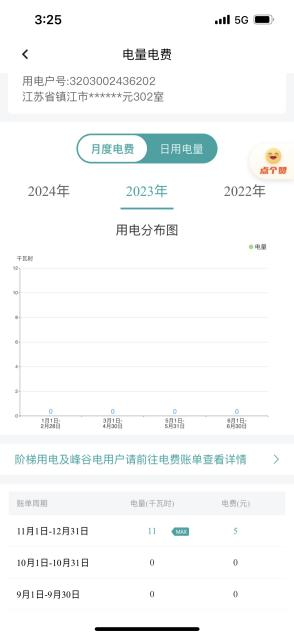 3:25
5G
电量电费
用电户号:3203002436202
江苏省镇江市******元302室
月度电费 日用电量
点个赞
2024年 2023年 2022年
用电分布图
电量
千瓦时
12
10
8
6
4
2
0
0 0 0 0
1月1日-2月28日 3月1日-4月30日 5月1日-5月31日 6月1日-6月30日
阶梯用电及峰谷电用户请前往电费账单查看详情
账单周期 电量(千瓦时) 电费(元)
11月1日-12月31日 11 MAX 5
10月1日-10月31日 0 0
9月1日-9月30日 0 0